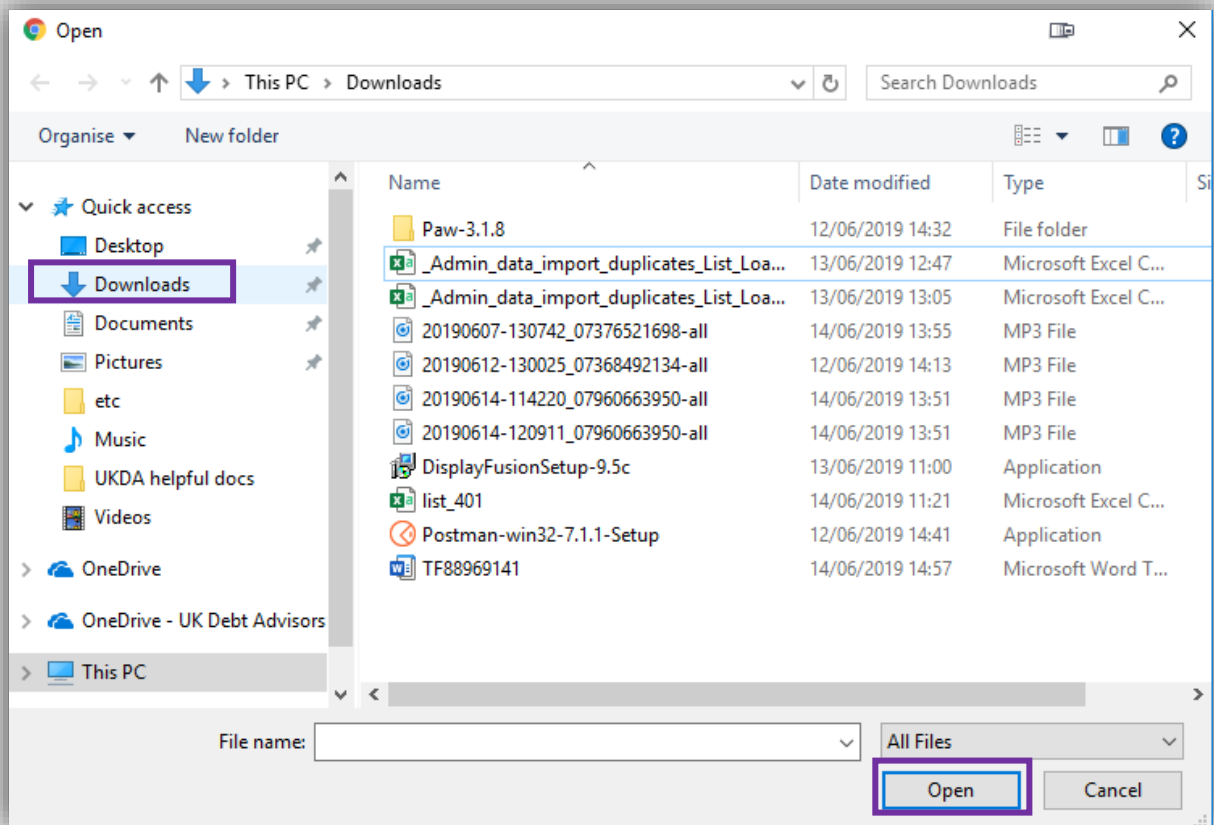 Open
This PC > Downloads
Search Downloads
Organise
New folder
Name Date modified Type Si
Quick access
Desktop
Downloads
Documents
Pictures
etc
Music
UKDA helpful docs
Videos
OneDrive
OneDrive - UK Debt Advisors
This PC
Paw-3.1.8 12/06/2019 14:32 File folder
_Admin_data_import_duplicates_List_Loa... 13/06/2019 12:47 Microsoft Excel C...
_Admin_data_import_duplicates_List_Loa... 13/06/2019 13:05 Microsoft Excel C...
20190607-130742_07376521698-all 14/06/2019 13:55 MP3 File
20190612-130025_07368492134-all 12/06/2019 14:13 MP3 File
20190614-114220_07960663950-all 14/06/2019 13:51 MP3 File
20190614-120911_07960663950-all 14/06/2019 13:51 MP3 File
DisplayFusionSetup-9.5c 13/06/2019 11:00 Application
list_401 14/06/2019 11:21 Microsoft Excel C...
Postman-win32-7.1.1-Setup 12/06/2019 14:41 Application
TF88969141 14/06/2019 14:57 Microsoft Word T...
File name:
All Files
Open
Cancel